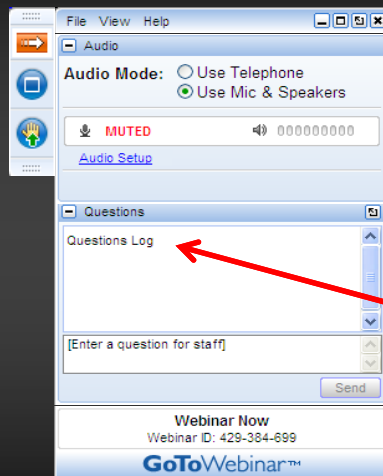 File View Help
Audio
Audio Mode: Use Telephone
Use Mic & Speakers
MUTED 000000000
Audio Setup
Questions
Questions Log
[Enter a question for staff]
Send
Webinar Now
Webinar ID: 429-384-699
GoToWebinar™